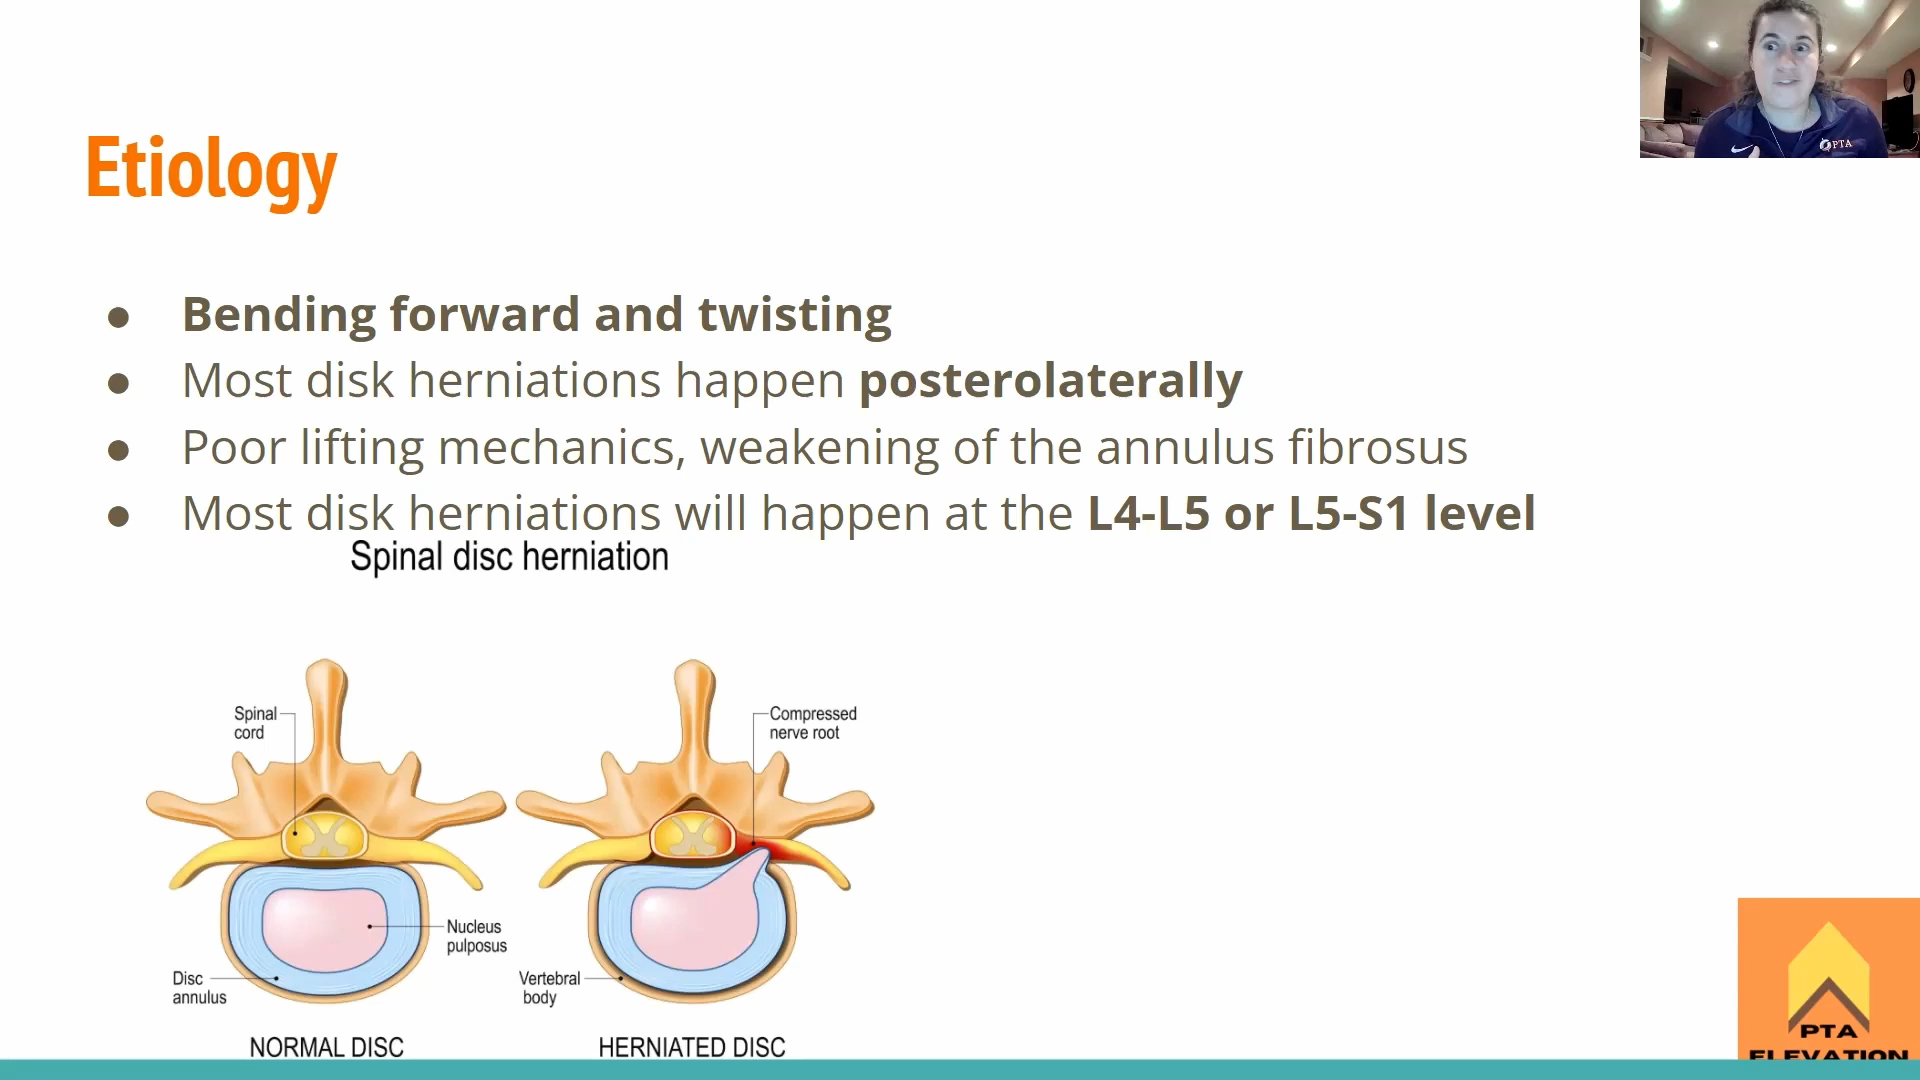 Etiology
● Bending forward and twisting
● Most disk herniations happen posterolaterally
● Poor lifting mechanics, weakening of the annulus fibrosus
● Most disk herniations will happen at the L4-L5 or L5-S1 level
Spinal disc herniation
Spinal
cord
Compressed
nerve root
Nucleus
pulposus
Disc
annulus
Vertebral
body
NORMAL DISC
HERNIATED DISC
PTA
PTA
ELEVATION